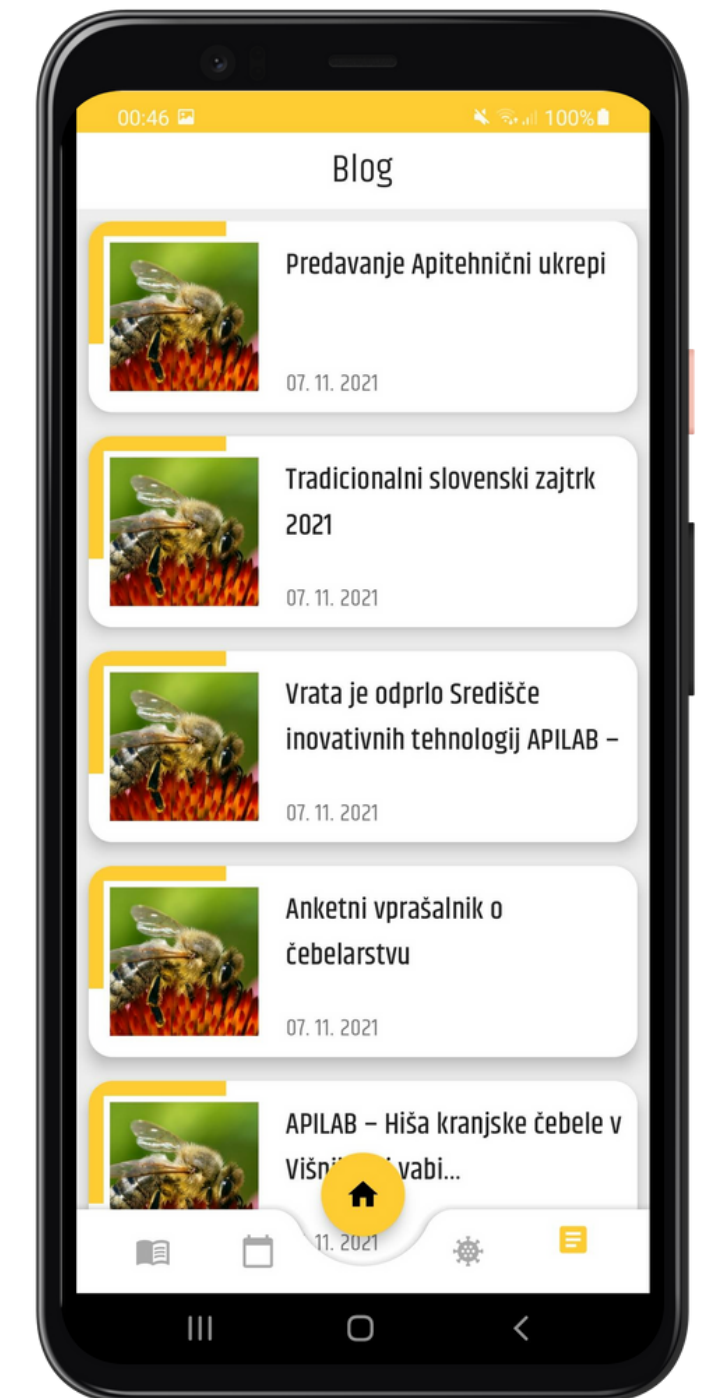 00:46
100%
Blog
Predavanje Apitehnični ukrepi
07. 11. 2021
Tradicionalni slovenski zajtrk
2021
07. 11. 2021
Vrata je odprlo Središče
inovativnih tehnologij APILAB –
07. 11. 2021
Anketni vprašalnik o
čebelarstvu
07. 11. 2021
APILAB – Hiša kranjske čebele v
vabi...
11. 2021